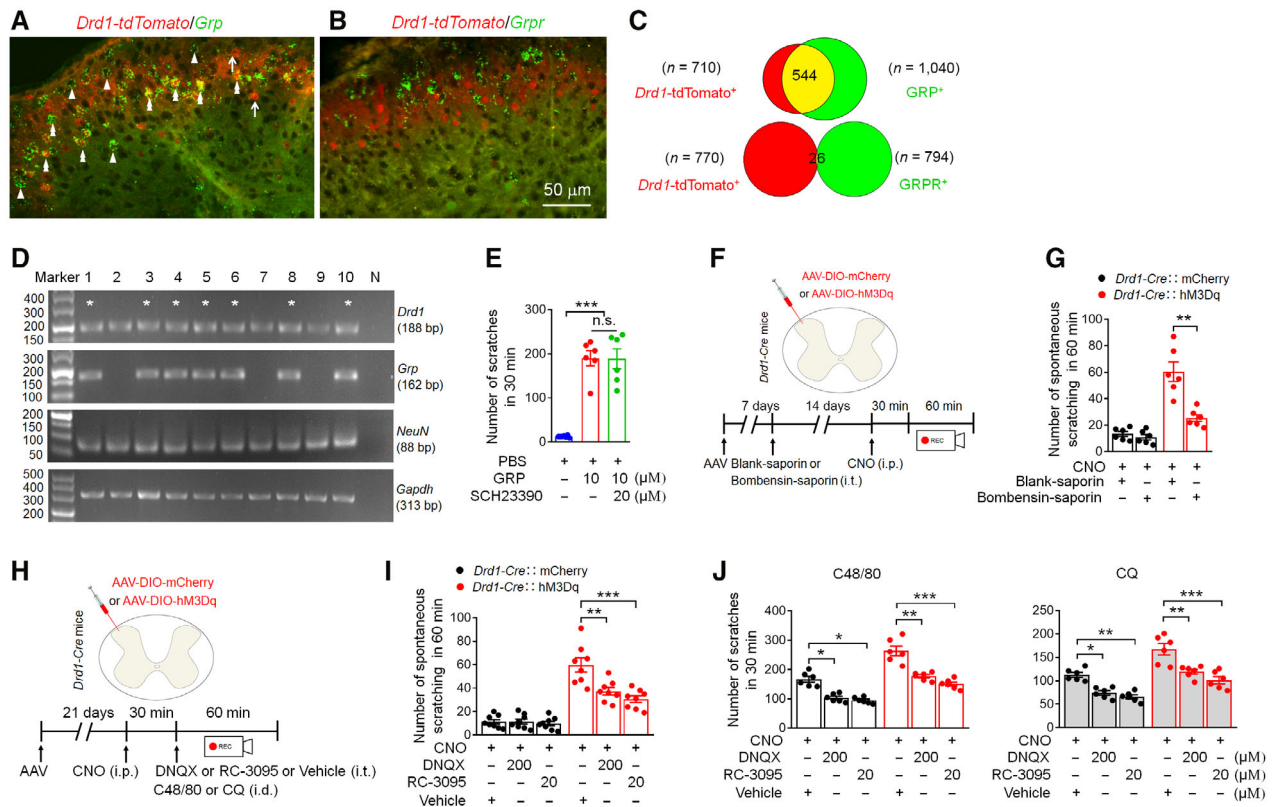 A
Drd1-tdTomato/Grp
B
Drd1-tdTomato/Grpr
50 μm
C
(n = 710)
Drd1-tdTomato⁺
544
(n = 1,040)
GRP⁺
(n = 770)
Drd1-tdTomato⁺
26
(n = 794)
GRPR⁺
D
Marker 1 2 3 4 5 6 7 8 9 10 N
* * * * * * *
400
300
200
150
Drd1
(188 bp)
300
200
150
100
Grp
(162 bp)
200
150
100
50
NeuN
(88 bp)
500
400
300
200
Gapdh
(313 bp)
E
Number of scratches
in 30 min
300
200
100
0
***
n.s.
PBS + + +
GRP – 10 10 (μM)
SCH23390 – – 20 (μM)
F
AAV-DIO-mCherry
or AAV-DIO-hM3Dq
Drd1-Cre mice
7 days 14 days 30 min 60 min
REC
AAV Blank-saporin or CNO (i.p.)
Bombensin-saporin (i.t.)
G
Drd1-Cre:: mCherry
Drd1-Cre:: hM3Dq
Number of spontaneous
scratching in 60 min
100
80
60
40
20
0
**
CNO + + + +
Blank-saporin + – + –
Bombensin-saporin – + – +
H
AAV-DIO-mCherry
or AAV-DIO-hM3Dq
Drd1-Cre mice
21 days 30 min 60 min
REC
AAV CNO (i.p.) DNQX or RC-3095 or Vehicle (i.t.)
C48/80 or CQ (i.d.)
I
Drd1-Cre:: mCherry
Drd1-Cre:: hM3Dq
Number of spontaneous
scratching in 60 min
100
80
60
40
20
0
***
**
CNO + + + + + +
DNQX – 200 – – 200 –
RC-3095 – – 20 – – 20
Vehicle + – – + – –
J
C48/80
Number of scratches
in 30 min
400
300
200
100
0
*
*
***
**
CQ
250
200
150
100
50
0
**
*
***
**
CNO + + + + + + + + + + + +
DNQX – 200 – – 200 – – 200 – – 200 – (μM)
RC-3095 – – 20 – – 20 – – 20 – – 20 (μM)
Vehicle + – – + – – + – – + – – (μM)